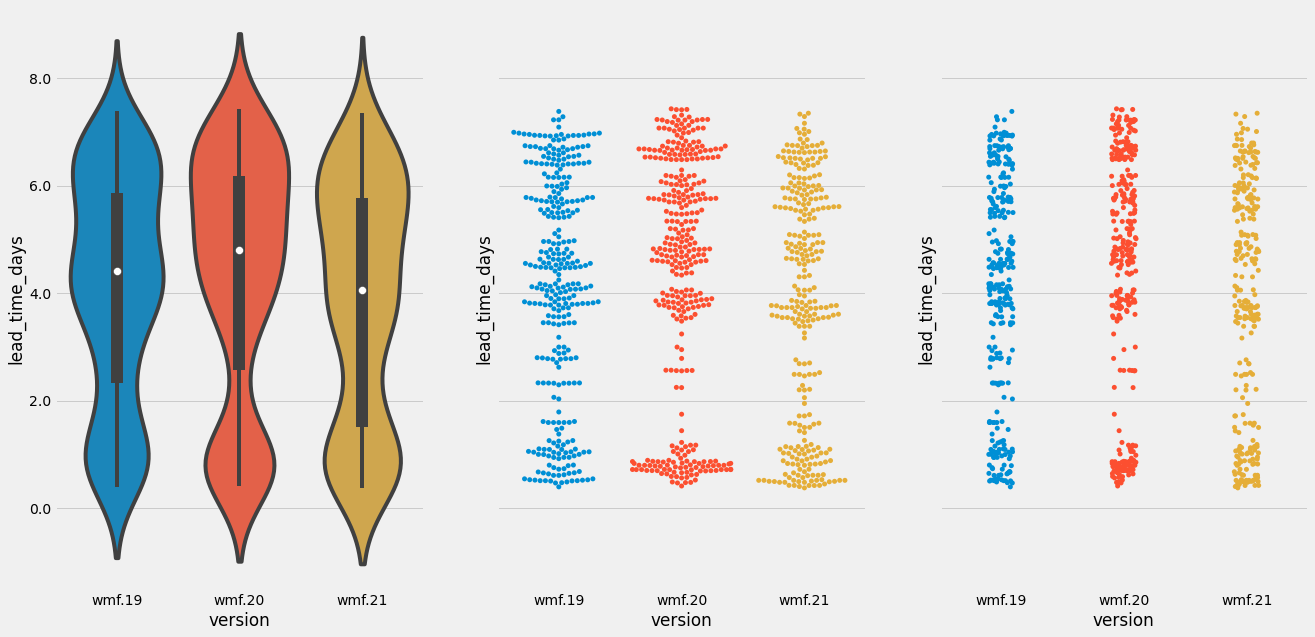 lead_time_days
8.0
6.0
4.0
2.0
0.0
wmf.19 wmf.20 wmf.21
version
lead_time_days
wmf.19 wmf.20 wmf.21
version
lead_time_days
wmf.19 wmf.20 wmf.21
version